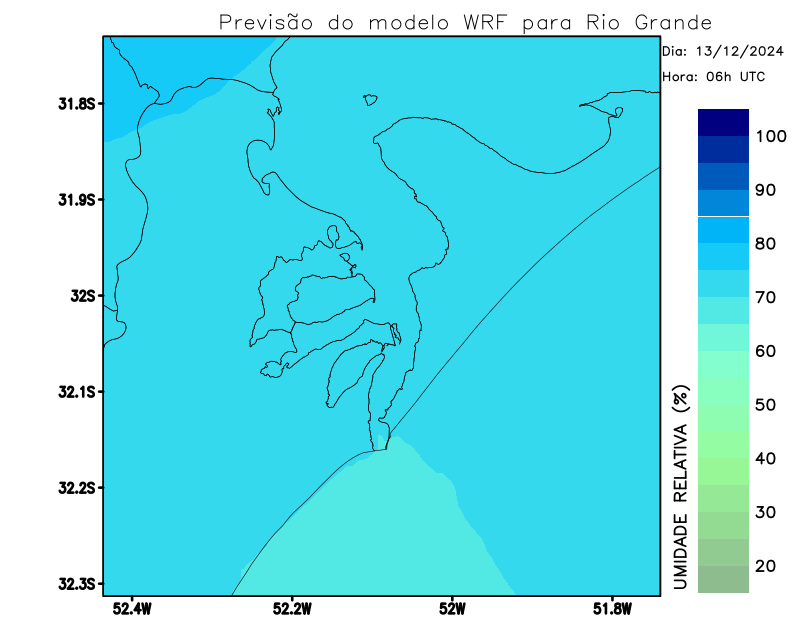 Previsão do modelo WRF para Rio Grande
Dia: 13/12/2024
Hora: 06h UTC
31.8S
31.9S
32S
32.1S
32.2S
32.3S
52.4W
52.2W
52W
51.8W
100
90
80
70
60
50
40
30
20
UMIDADE RELATIVA (%)